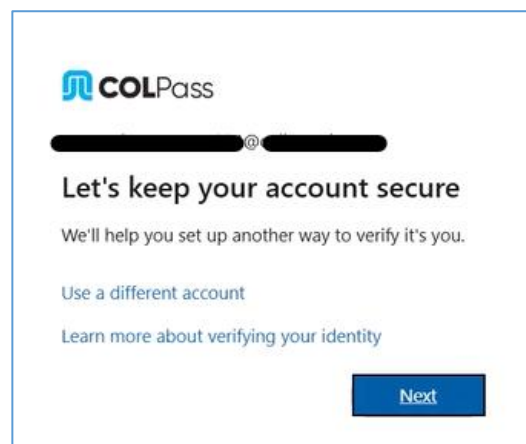 COLPass
@
Let's keep your account secure
We'll help you set up another way to verify it's you.
Use a different account
Learn more about verifying your identity
Next